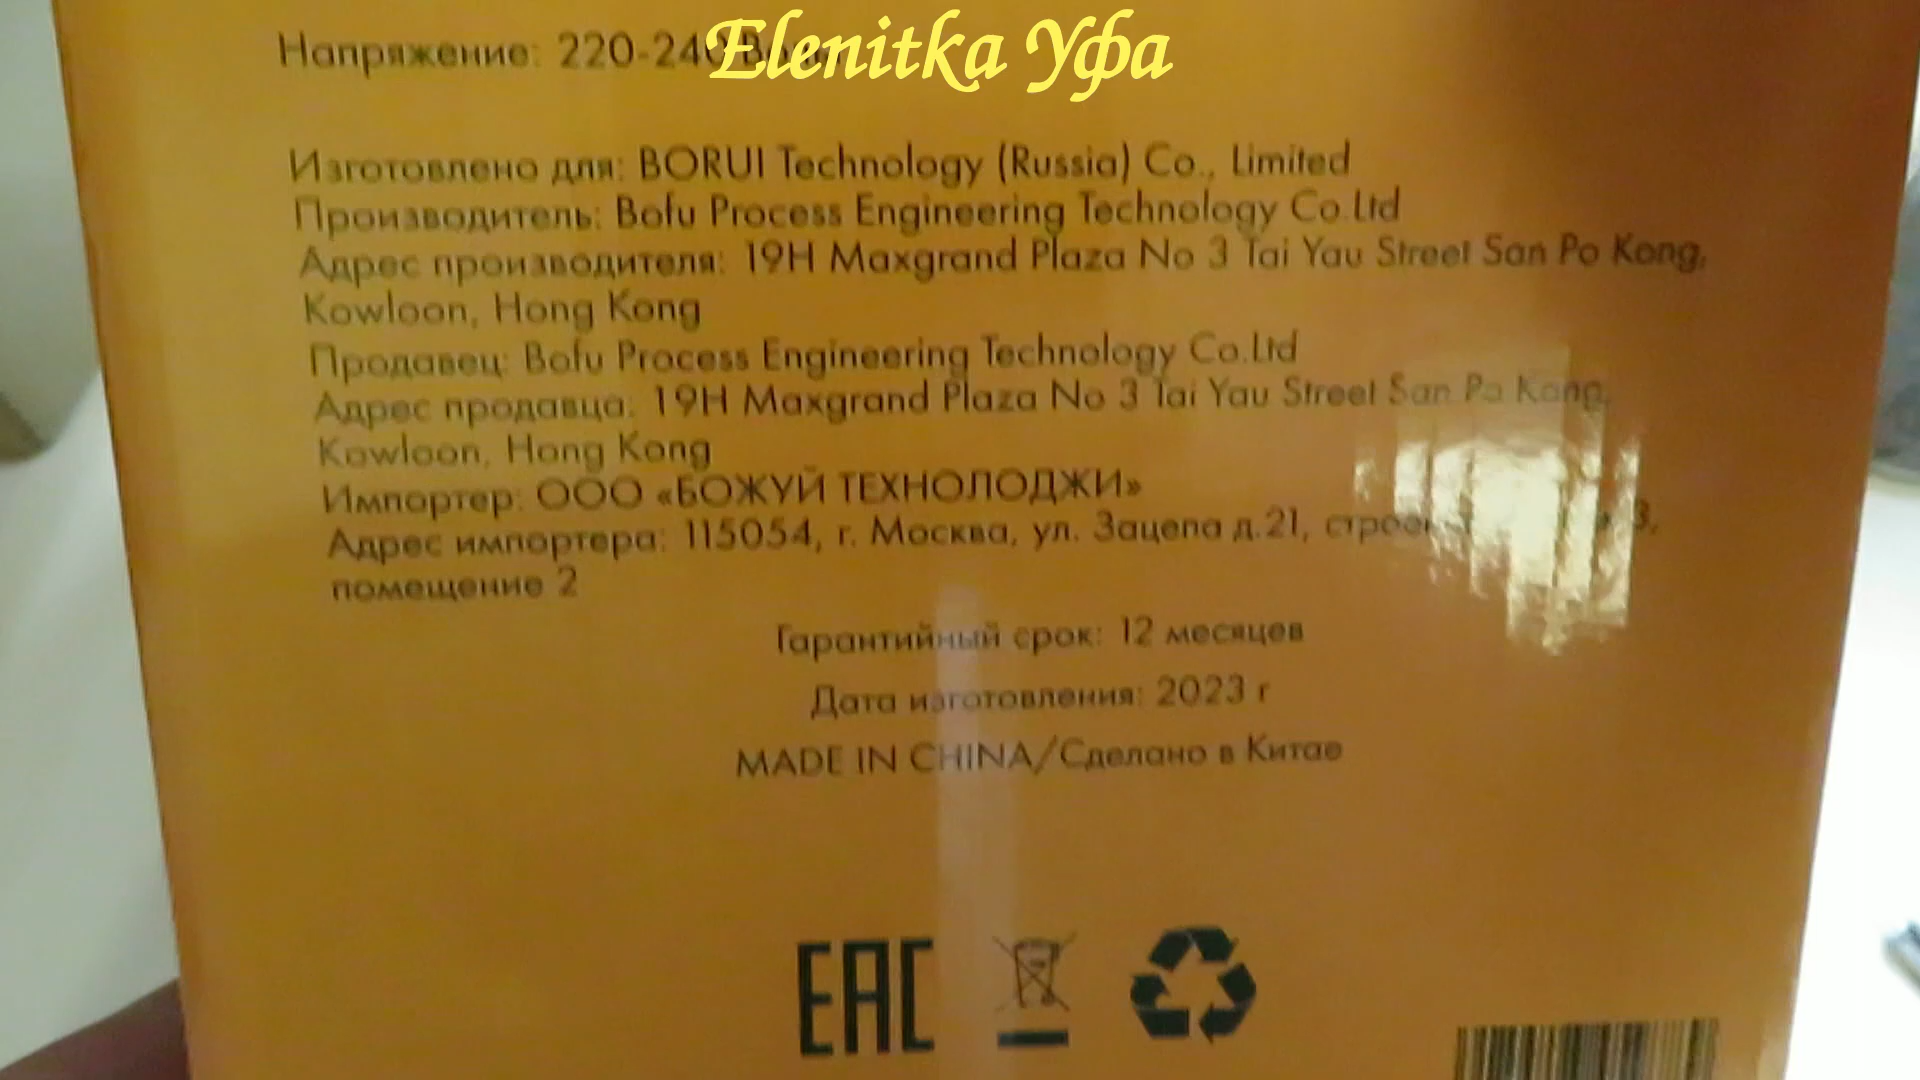 Elenitka Уфа
Напряжение: 220-240
Изготовлено для: BORUI Technology (Russia) Co., Limited
Производитель: Bofu Process Engineering Technology Co.Ltd
Адрес производителя: 19H Maxgrand Plaza No 3 Tai Yau Street San Po Kong,
Kowloon, Hong Kong
Продавец: Bofu Process Engineering Technology Co.Ltd
Адрес продавца: 19H Maxgrand Plaza No 3 Tai Yau Street San Po Kong,
Kowloon, Hong Kong
Импортер: ООО «БОЖУЙ ТЕХНОЛОДЖИ»
Адрес импортера: 115054, г. Москва, ул. Зацепа д.21, 3,
помещение 2
Гарантийный срок: 12 месяцев
Дата изготовления: 2023 г
MADE IN CHINA/Сделано в Китае
EAC